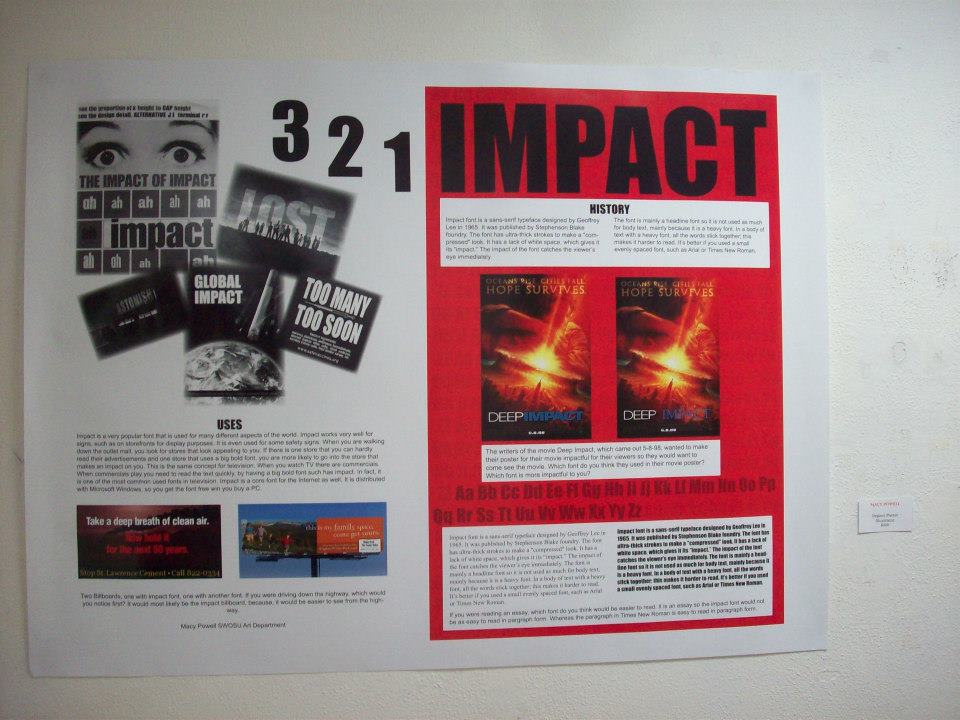 see the proportion of x height to CAP height
see the design detail. ALTERNATIVE J 1 terminal r r
THE IMPACT OF IMPACT
ah ah ah ah ah
impact
ah ah ah ah
LOST
GLOBAL
IMPACT
TOO MANY
TOO SOON
3 2 1
IMPACT
HISTORY
Impact font is a sans-serif typeface designed by Geoffrey
Lee in 1965. It was published by Stephenson Blake
foundry. The font has ultra-thick strokes to make a "com-
pressed" look. It has a lack of white space, which gives it
its "impact." The impact of the font catches the viewer's
eye immediately.
The font is mainly a headline font so it is not used as much
for body text, mainly because it is a heavy font. In a body of
text with a heavy font, all the words stick together; this
makes it harder to read. It's better if you used a small
evenly spaced font, such as Arial or Times New Roman.
OCEANS RISE. CITIES FALL.
HOPE SURVIVES.
DEEP IMPACT
5.8.98
OCEANS RISE. CITIES FALL.
HOPE SURVIVES.
DEEP IMPACT
5.8.98
The writers of the movie Deep Impact, which came out 5-8-98, wanted to make
their poster for their movie impactful for their viewers so they would want to
come see the movie. Which font do you think they used in their movie poster?
Which font is more impactful to you?
USES
Impact is a very popular font that is used for many different aspects of the world. Impact works very well for
signs, such as on storefronts for display purposes. It is even used for some safety signs. When you are walking
down the outlet mall, you look for stores that look appealing to you. If there is one store that you can hardly
read their advertisements and one store that uses a big bold font, you are more likely to go into the store that
makes an impact on you. This is the same concept for television. When you watch TV there are commercials.
When commercials play you need to read the text quickly, by having a big bold font such has impact. In fact, it
is one of the most common used fonts in television. Impact is a core font for the Internet as well. It is distributed
with Microsoft Windows, so you get the font free win you buy a PC.
Take a deep breath of clean air.
Now hold it
for the next 50 years.
Stop St. Lawrence Cement • Call 822-0334
this is my family space.
come get yours.
Two Billboards, one with impact font, one with another font. If you were driving down ths highway, which would
you notice first? It would most likely be the impact billboard, because, it would be easier to see from the high-
way.
Macy Powell SWOSU Art Department
Aa Bb Cc Dd Ee Ff Gg Hh Ii Jj Kk Ll Mm Nn Oo Pp
Qq Rr Ss Tt Uu Vv Ww Xx Yy Zz
Impact font is a sans-serif typeface designed by Geoffrey Lee in
1965. It was published by Stephenson Blake foundry. The font
has ultra-thick strokes to make a "compressed" look. It has a
lack of white space, which gives it its "impact." The impact of
the font catches the viewer's eye immediately. The font is
mainly a headline font so it is not used as much for body text,
mainly because it is a heavy font. In a body of text with a heavy
font, all the words stick together; this makes it harder to read.
It's better if you used a small evenly spaced font, such as Arial
or Times New Roman.
Impact font is a sans-serif typeface designed by Geoffrey Lee in
1965. It was published by Stephenson Blake foundry. The font has
ultra-thick strokes to make a "compressed" look. It has a lack of
white space, which gives it its "impact." The impact of the font
catches the viewer's eye immediately. The font is mainly a head
line font so it is not used as much for body text, mainly because it
is a heavy font. In a body of text with a heavy font, all the words
stick together; this makes it harder to read. It's better if you used
a small evenly spaced font, such as Arial or Times New Roman.
If you were reading an essay, which font do you think would be easier to read. It is an essay so the impact font would not
be as easy to read in pargraph form. Whereas the paragraph in Times New Roman is easy to read in paragraph form.
MACY POWELL
Impact Poster
Illustrator